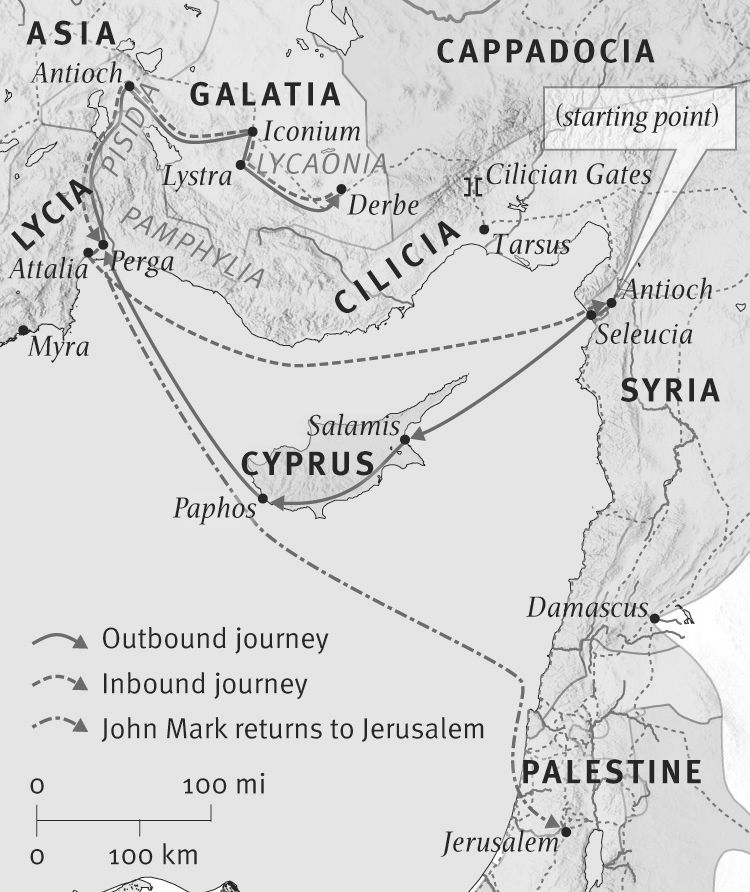 ASIA
CAPPADOCIA
Antioch
GALATIA
(starting point)
PISIDIA
Iconium
LYCAONIA
Lystra
Cilician Gates
Derbe
LYCIA
PAMPHYLIA
CILICIA
Tarsus
Attalia
Perga
Antioch
Seleucia
Myra
SYRIA
Salamis
CYPRUS
Paphos
Damascus
Outbound journey
Inbound journey
John Mark returns to Jerusalem
PALESTINE
0 100 mi
Jerusalem
0 100 km